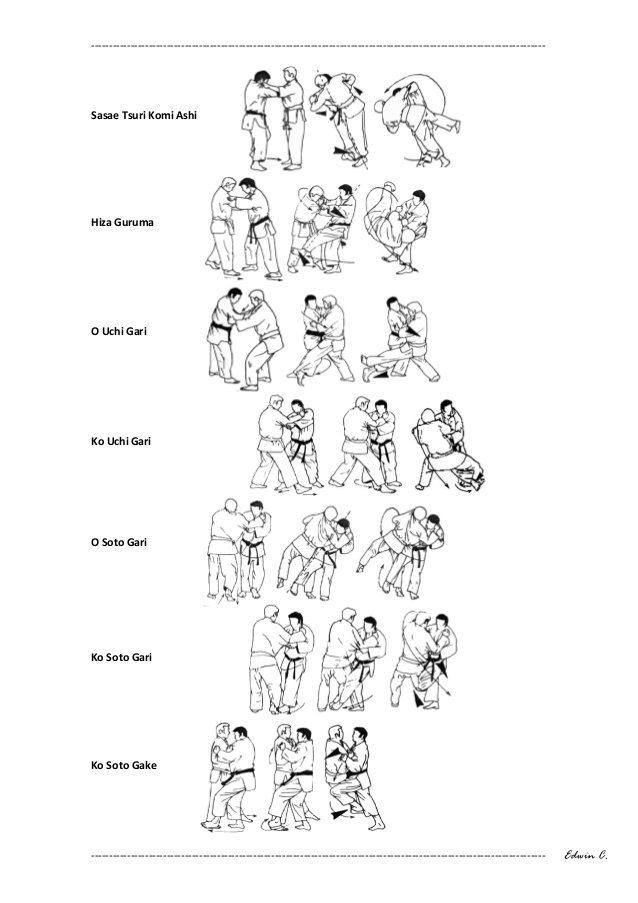 Sasae Tsuri Komi Ashi
Hiza Guruma
O Uchi Gari
Ko Uchi Gari
O Soto Gari
Ko Soto Gari
Ko Soto Gake
Edwin C.